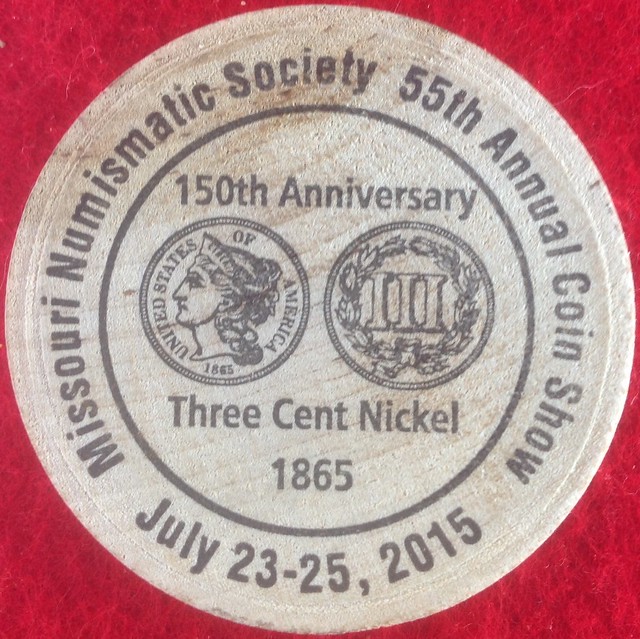 Missouri Numismatic Society 55th Annual Coin Show
150th Anniversary
UNITED STATES OF AMERICA
LIBERTY
1865
III
Three Cent Nickel
1865
July 23-25, 2015